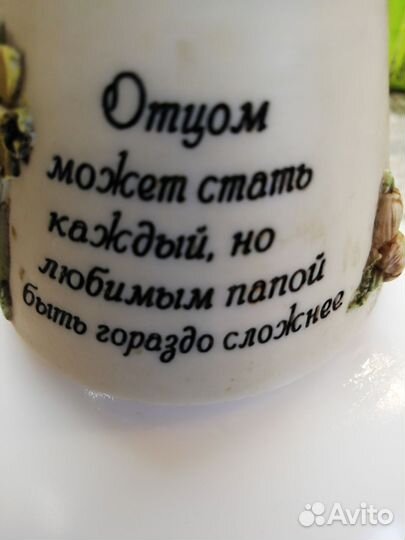 Отцом
может стать
каждый, но
любимым папой
быть гораздо сложнее
Avito